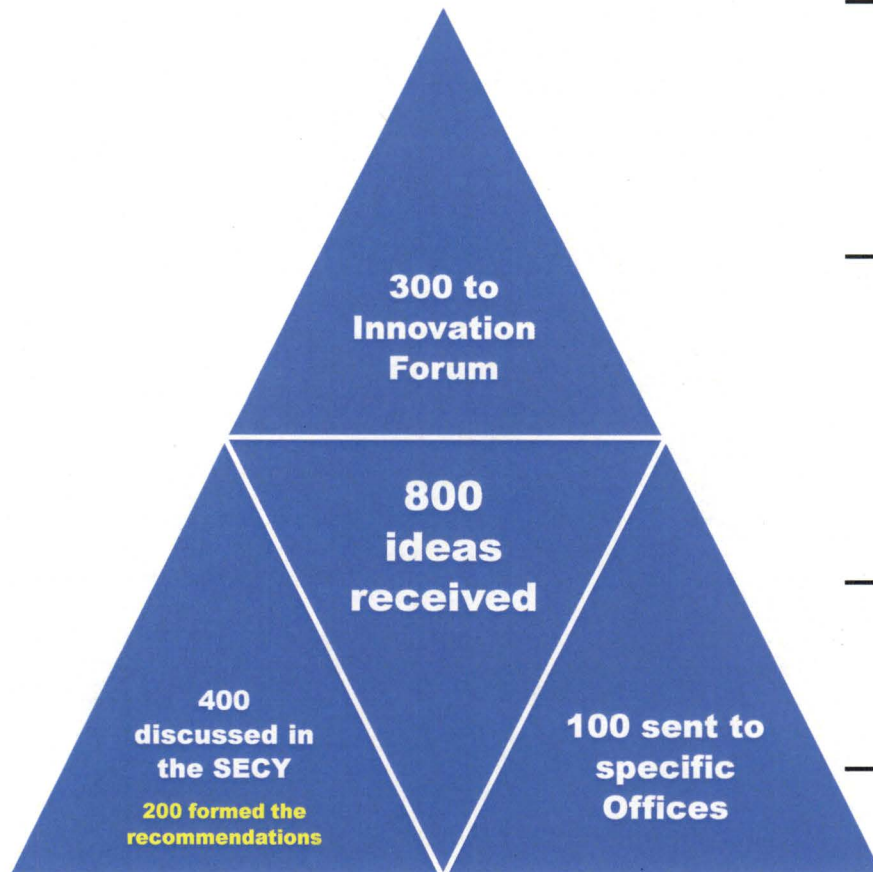 300 to
Innovation
Forum
800
ideas
received
400
discussed in
the SECY
200 formed the
recommendations
100 sent to
specific
Offices